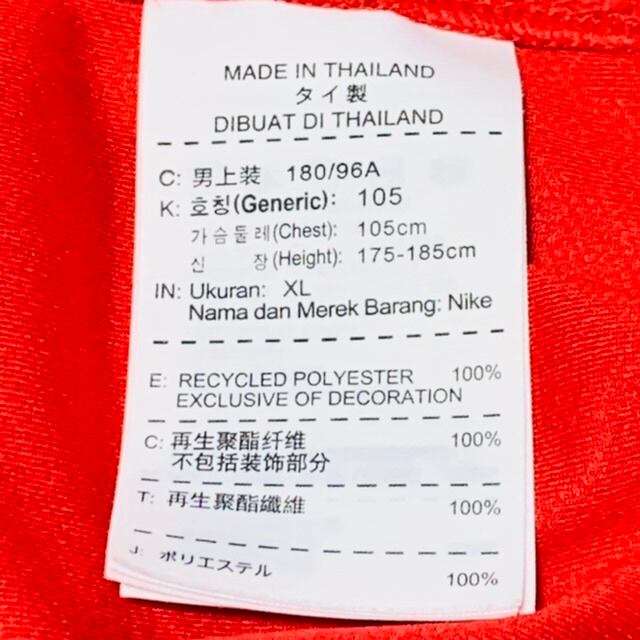 MADE IN THAILAND
タイ製
DIBUAT DI THAILAND
C: 男上装 180/96A
K: 호칭(Generic): 105
가슴둘레(Chest): 105cm
신 장(Height): 175-185cm
IN: Ukuran: XL
Nama dan Merek Barang: Nike
E: RECYCLED POLYESTER 100%
EXCLUSIVE OF DECORATION
C: 再生聚酯纤维 100%
不包括装饰部分
T: 再生聚酯纖維 100%
J: ポリエステル 100%